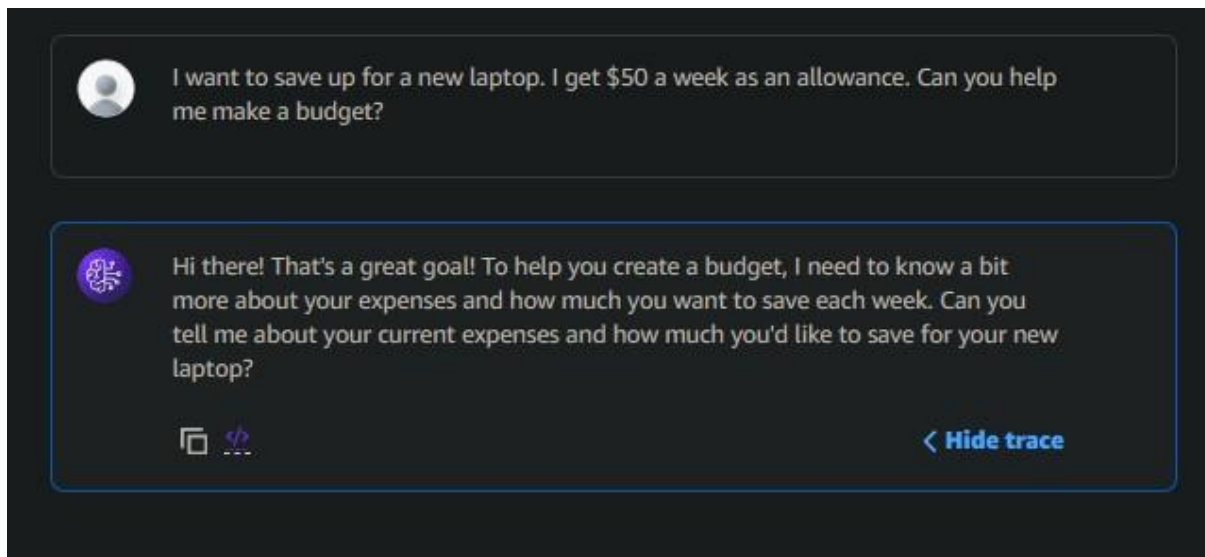 I want to save up for a new laptop. I get $50 a week as an allowance. Can you help
me make a budget?
Hi there! That's a great goal! To help you create a budget, I need to know a bit
more about your expenses and how much you want to save each week. Can you
tell me about your current expenses and how much you'd like to save for your new
laptop?
</> < Hide trace